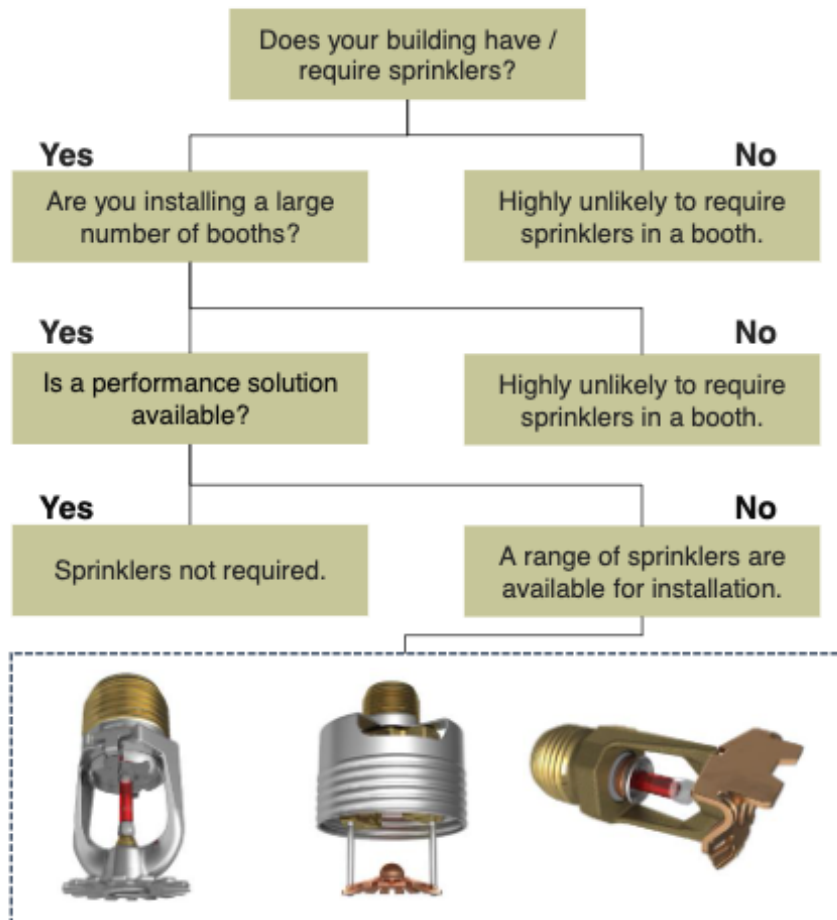 Does your building have /
require sprinklers?
Yes
No
Are you installing a large
number of booths?
Highly unlikely to require
sprinklers in a booth.
Yes
No
Is a performance solution
available?
Highly unlikely to require
sprinklers in a booth.
Yes
No
Sprinklers not required.
A range of sprinklers are
available for installation.